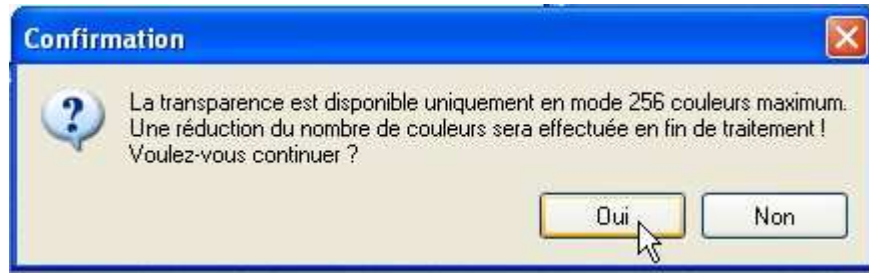 Confirmation
La transparence est disponible uniquement en mode 256 couleurs maximum.
Une réduction du nombre de couleurs sera effectuée en fin de traitement !
Voulez-vous continuer ?
Oui Non